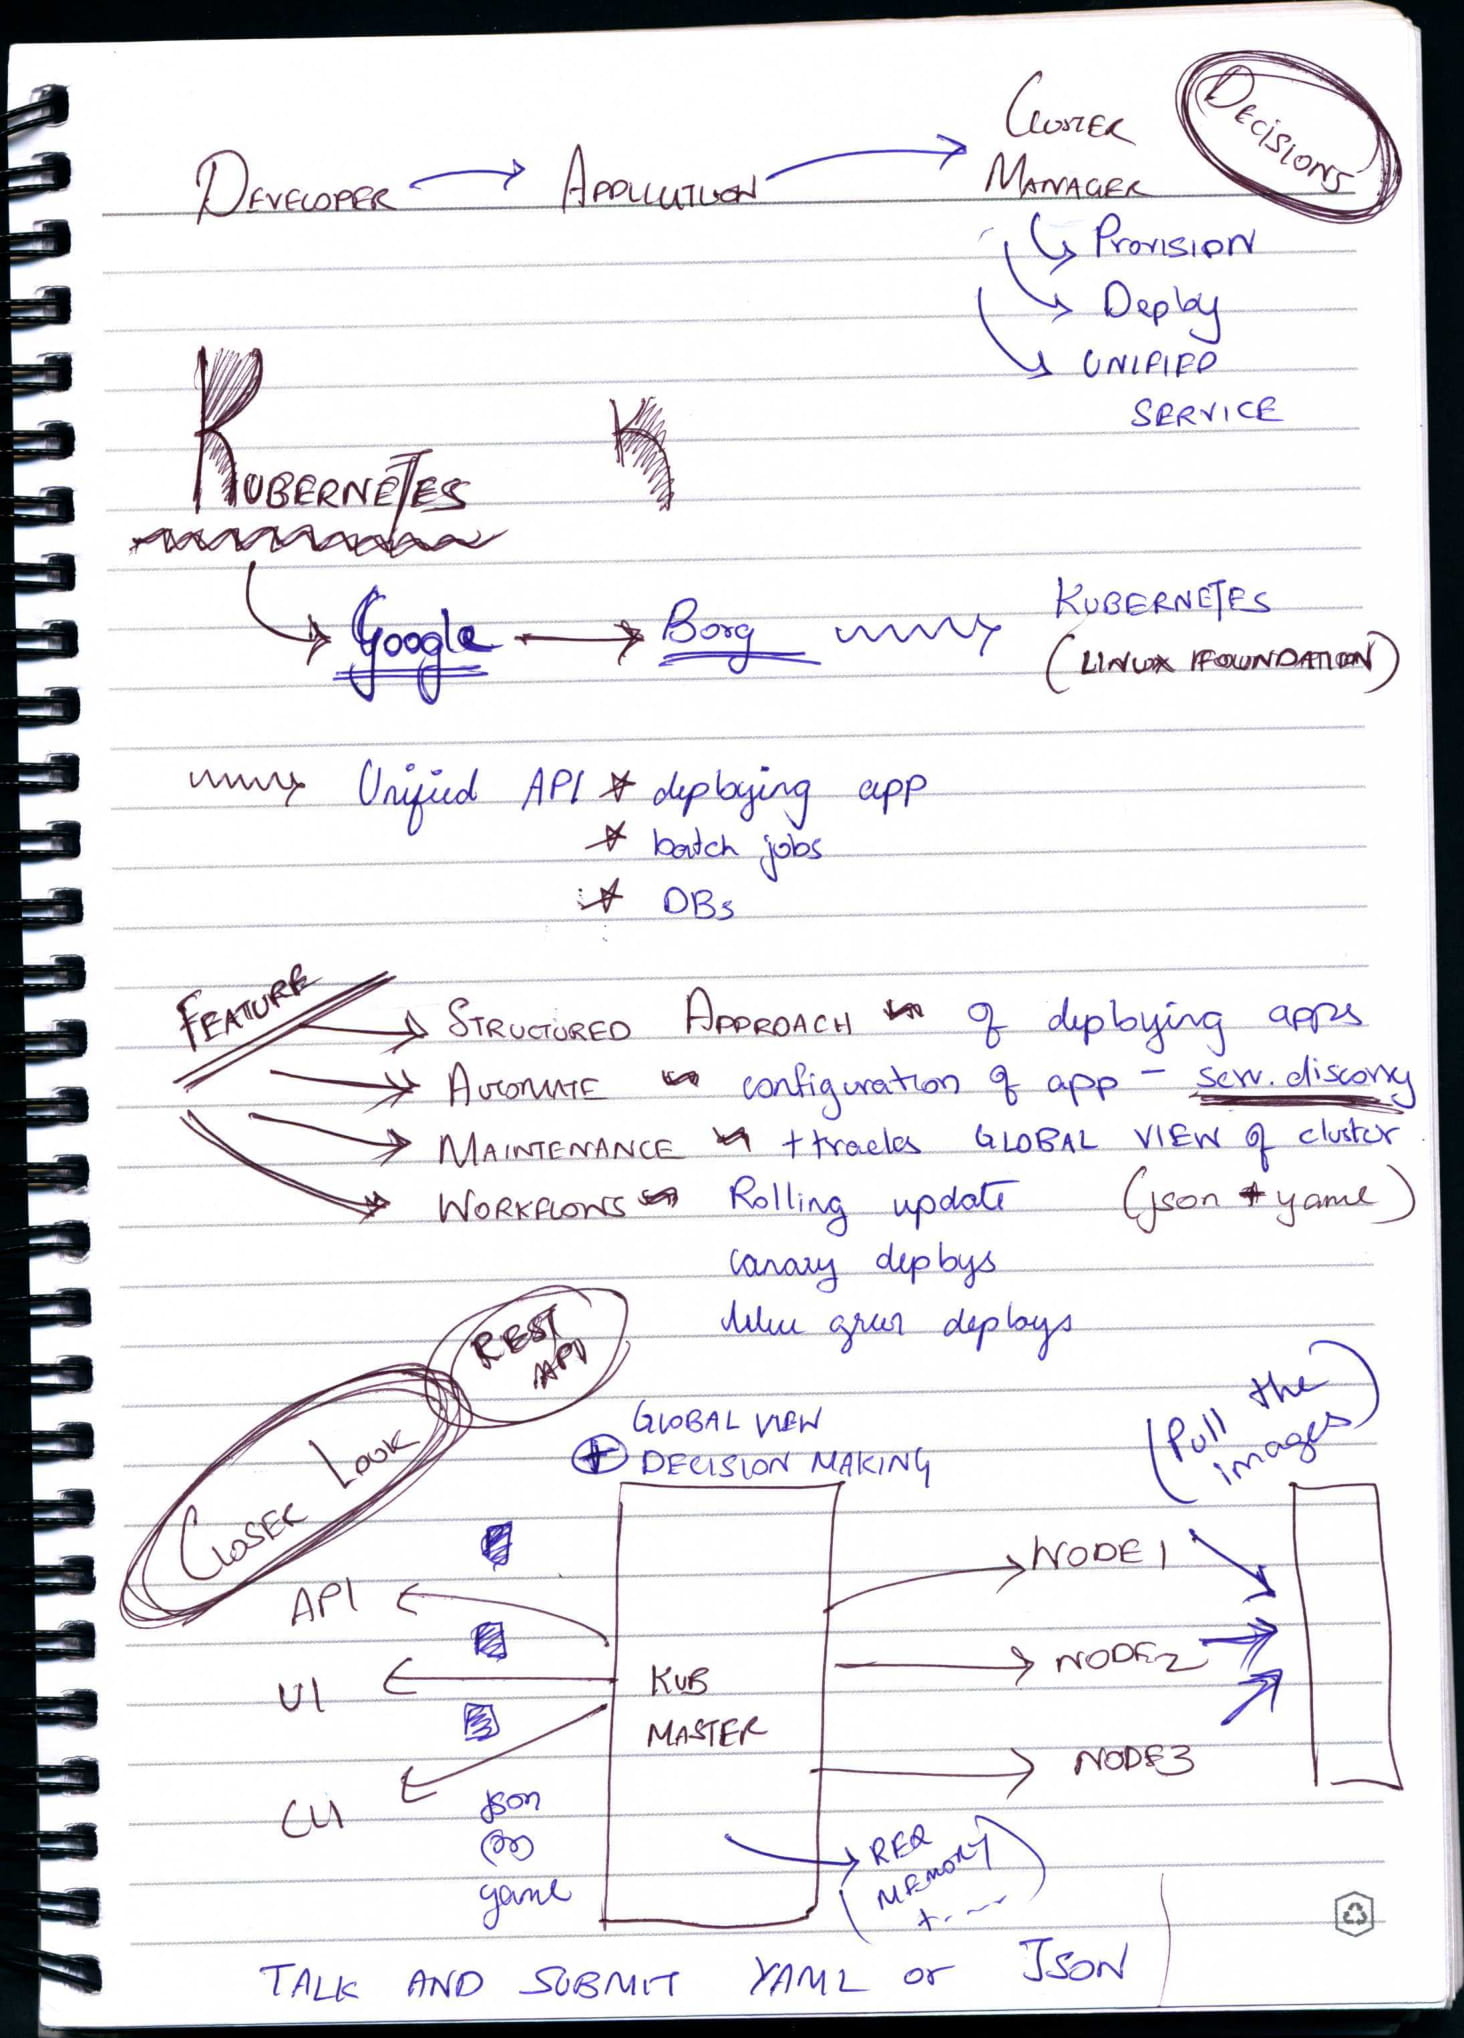 DECISIONS
CLUSTER
DEVELOPER → APPLICATION → MANAGER
PROVISION
Deploy
UNIFIED
SERVICE
KUBERNETES K
Google → Borg KUBERNETES
(LINUX FOUNDATION)
Unified API * deploying app
* batch jobs
* DBs
FEATURE
STRUCTURED APPROACH of deploying apps
AUTOMATE configuration of app - serv. discovry
MAINTENANCE + tracks GLOBAL VIEW of cluster
WORKFLOWS Rolling update (json + yaml)
Canary deploys
blue green deploys
REST
API
CLOSER LOOK
GLOBAL VIEW
+ DECISION MAKING
(Pull the
images)
API
UI
CLI
json
(or)
yaml
KUB
MASTER
NODE 1
NODE 2
NODE 3
REQ
(MEMORY)
+....
TALK AND SUBMIT YAML or JSON